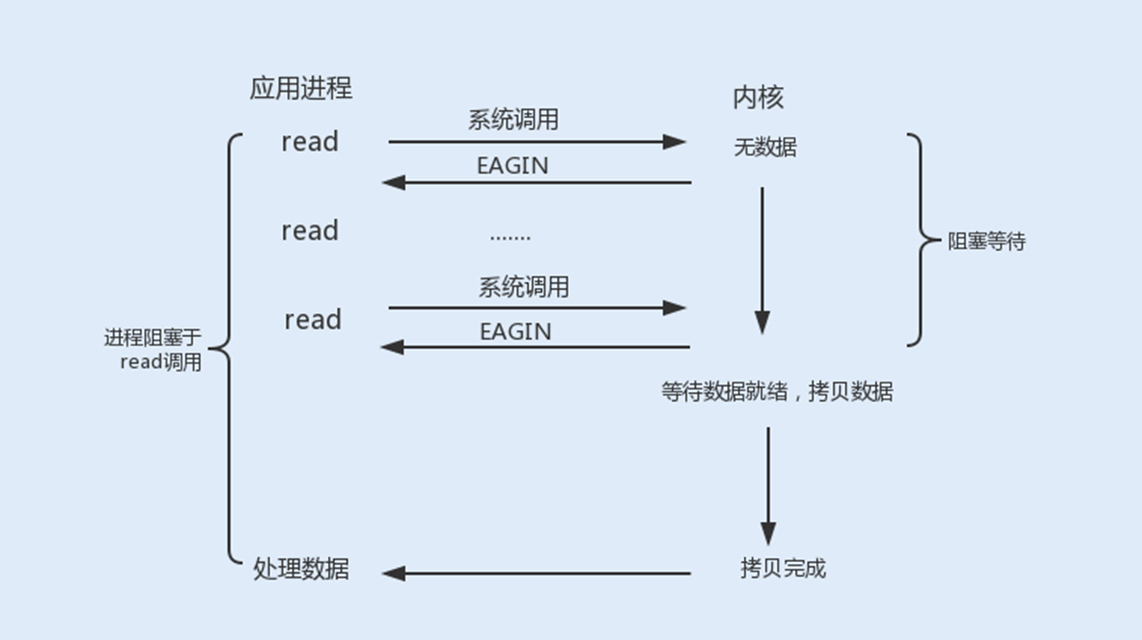 应用进程
内核
系统调用
read
无数据
EAGIN
read
.......
阻塞等待
系统调用
read
EAGIN
进程阻塞于
read调用
等待数据就绪，拷贝数据
处理数据
拷贝完成